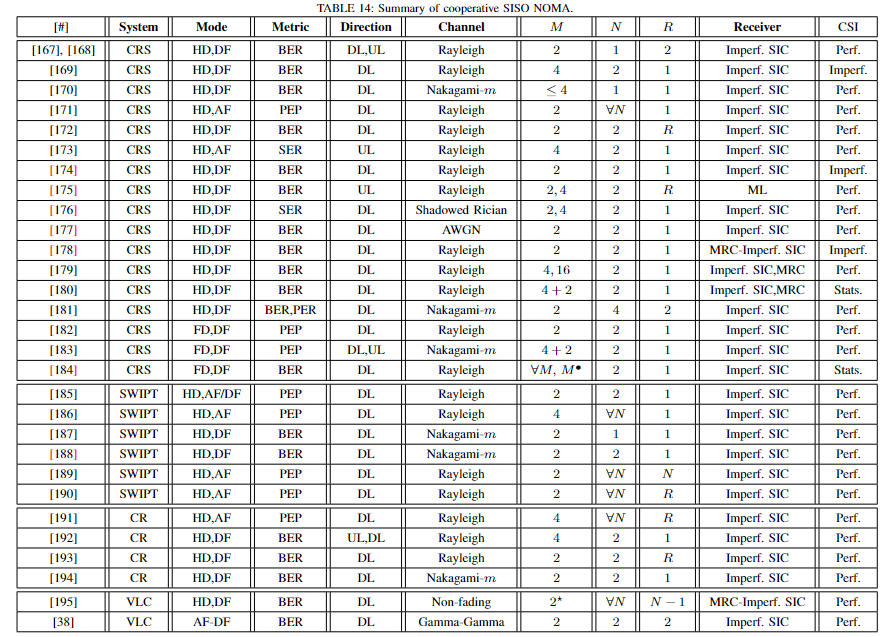 TABLE 14: Summary of cooperative SISO NOMA.
[#] System Mode Metric Direction Channel M N R Receiver CSI
[167], [168] CRS HD,DF BER DL,UL Rayleigh 2 1 2 Imperf. SIC Perf.
[169] CRS HD,DF BER DL Rayleigh 4 2 1 Imperf. SIC Imperf.
[170] CRS HD,DF BER DL Nakagami-m ≤ 4 1 1 Imperf. SIC Perf.
[171] CRS HD,AF PEP DL Rayleigh 2 ∀N 1 Imperf. SIC Perf.
[172] CRS HD,DF BER DL Rayleigh 2 2 R Imperf. SIC Perf.
[173] CRS HD,AF SER UL Rayleigh 4 2 1 Imperf. SIC Perf.
[174] CRS HD,DF BER DL Rayleigh 2 2 1 Imperf. SIC Imperf.
[175] CRS HD,DF BER UL Rayleigh 2, 4 2 R ML Perf.
[176] CRS HD,DF SER DL Shadowed Rician 2, 4 2 1 Imperf. SIC Perf.
[177] CRS HD,DF BER DL AWGN 2 2 1 Imperf. SIC Perf.
[178] CRS HD,DF BER DL Rayleigh 2 2 1 MRC-Imperf. SIC Imperf.
[179] CRS HD,DF BER DL Rayleigh 4, 16 2 1 Imperf. SIC,MRC Perf.
[180] CRS HD,DF BER DL Rayleigh 4 + 2 2 1 Imperf. SIC,MRC Stats.
[181] CRS HD,DF BER,PER DL Nakagami-m 2 4 2 Imperf. SIC Perf.
[182] CRS FD,DF PEP DL Rayleigh 2 2 1 Imperf. SIC Perf.
[183] CRS FD,DF PEP DL,UL Nakagami-m 4 + 2 2 1 Imperf. SIC Perf.
[184] CRS FD,DF BER DL Rayleigh ∀M, M• 2 1 Imperf. SIC Stats.
[185] SWIPT HD,AF/DF PEP DL Rayleigh 2 2 1 Imperf. SIC Perf.
[186] SWIPT HD,AF PEP DL Rayleigh 4 ∀N 1 Imperf. SIC Perf.
[187] SWIPT HD,DF BER DL Nakagami-m 2 1 1 Imperf. SIC Perf.
[188] SWIPT HD,DF BER DL Nakagami-m 2 2 1 Imperf. SIC Perf.
[189] SWIPT HD,AF PEP DL Rayleigh 2 ∀N N Imperf. SIC Perf.
[190] SWIPT HD,AF PEP DL Rayleigh 2 ∀N R Imperf. SIC Perf.
[191] CR HD,AF PEP DL Rayleigh 4 ∀N R Imperf. SIC Perf.
[192] CR HD,DF BER UL,DL Rayleigh 4 2 1 Imperf. SIC Perf.
[193] CR HD,DF BER DL Rayleigh 2 2 R Imperf. SIC Perf.
[194] CR HD,DF BER DL Nakagami-m 2 2 1 Imperf. SIC Perf.
[195] VLC HD,DF BER DL Non-fading 2⋆ ∀N N − 1 MRC-Imperf. SIC Perf.
[38] VLC AF-DF BER DL Gamma-Gamma 2 2 2 Imperf. SIC Perf.